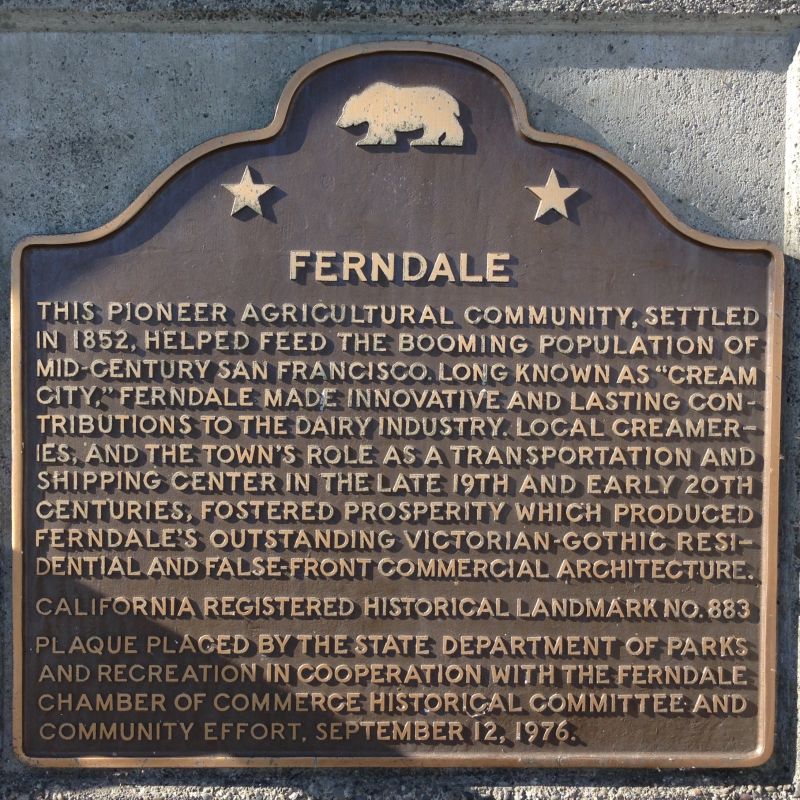 FERNDALE
THIS PIONEER AGRICULTURAL COMMUNITY, SETTLED
IN 1852, HELPED FEED THE BOOMING POPULATION OF
MID-CENTURY SAN FRANCISCO. LONG KNOWN AS "CREAM
CITY," FERNDALE MADE INNOVATIVE AND LASTING CON-
TRIBUTIONS TO THE DAIRY INDUSTRY. LOCAL CREAMER-
IES, AND THE TOWN'S ROLE AS A TRANSPORTATION AND
SHIPPING CENTER IN THE LATE 19TH AND EARLY 20TH
CENTURIES, FOSTERED PROSPERITY WHICH PRODUCED
FERNDALE'S OUTSTANDING VICTORIAN-GOTHIC RESI-
DENTIAL AND FALSE-FRONT COMMERCIAL ARCHITECTURE.
CALIFORNIA REGISTERED HISTORICAL LANDMARK NO. 883
PLAQUE PLACED BY THE STATE DEPARTMENT OF PARKS
AND RECREATION IN COOPERATION WITH THE FERNDALE
CHAMBER OF COMMERCE HISTORICAL COMMITTEE AND
COMMUNITY EFFORT, SEPTEMBER 12, 1976.